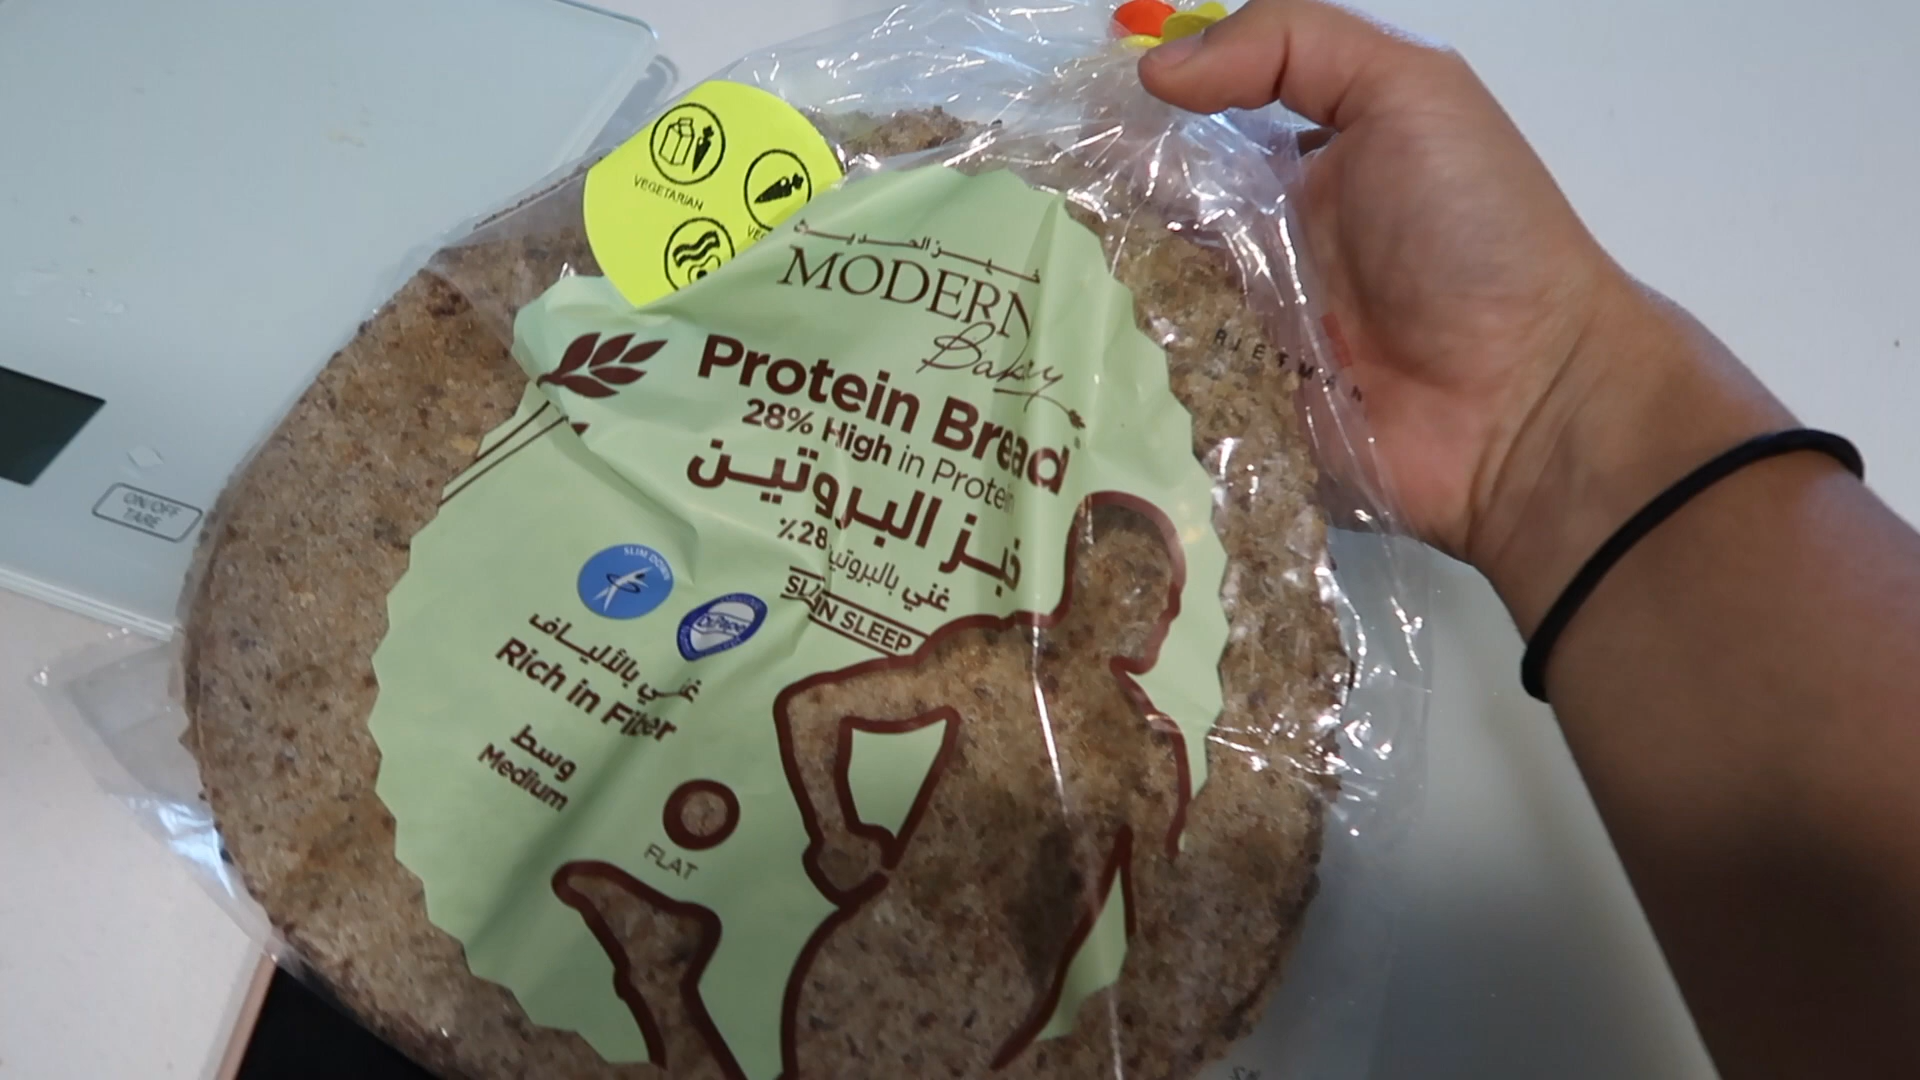 VEGETARIAN
خبز الحديث
MODERN
Bakery
Protein Bread
28% High in Protein
خبز البروتين
غني بالبروتين
٪28
SLIM DOWN
SLEEP
غني بالألياف
Rich in Fiber
وسط
Medium
FLAT
ON/OFF
TARE